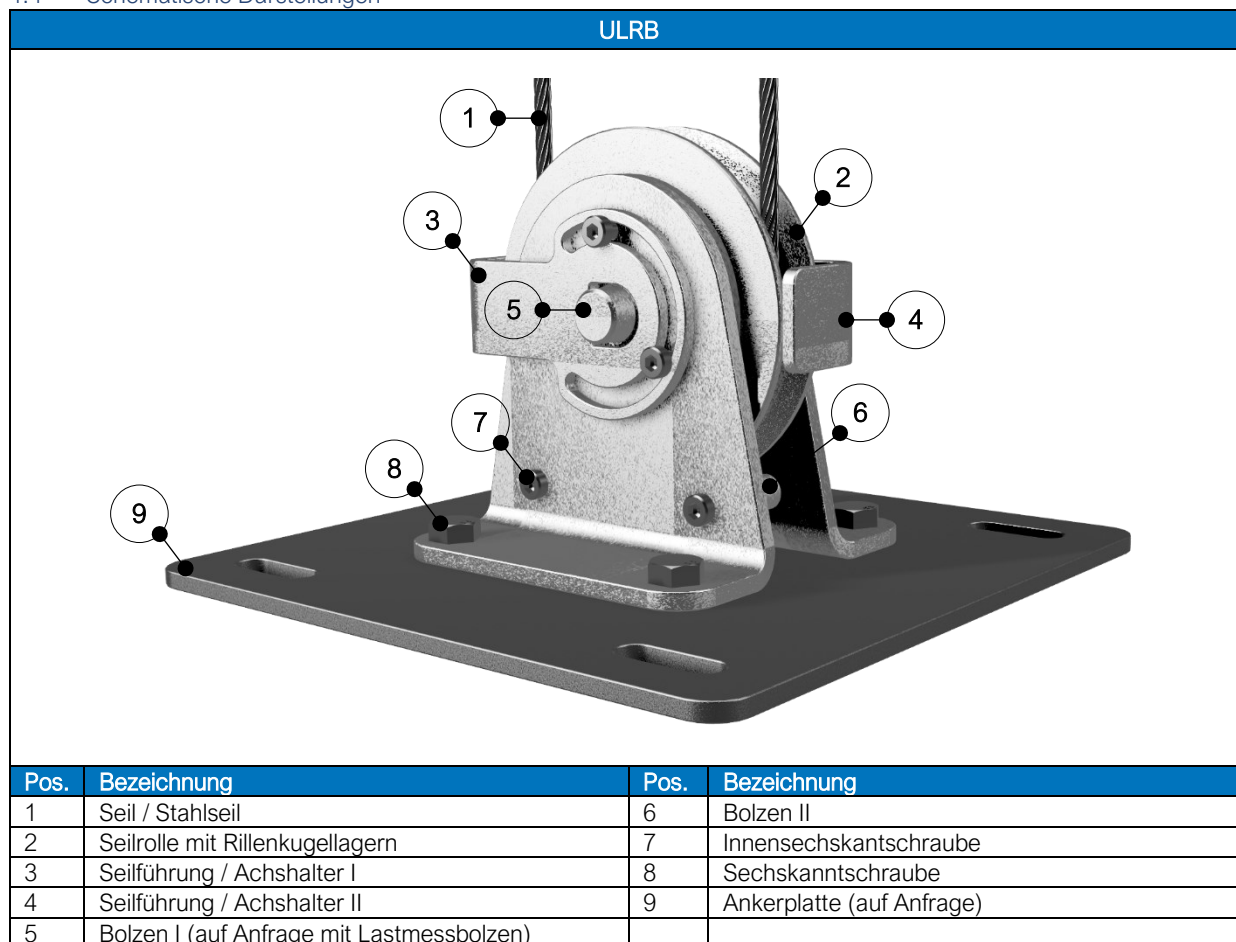 ULRB
1
2
3
5
4
6
7
8
9
Pos. Bezeichnung Pos. Bezeichnung
1 Seil / Stahlseil 6 Bolzen II
2 Seilrolle mit Rillenkugellagern 7 Innensechskantschraube
3 Seilführung / Achshalter I 8 Sechskanntschraube
4 Seilführung / Achshalter II 9 Ankerplatte (auf Anfrage)
5 Bolzen I (auf Anfrage mit Lastmessbolzen)